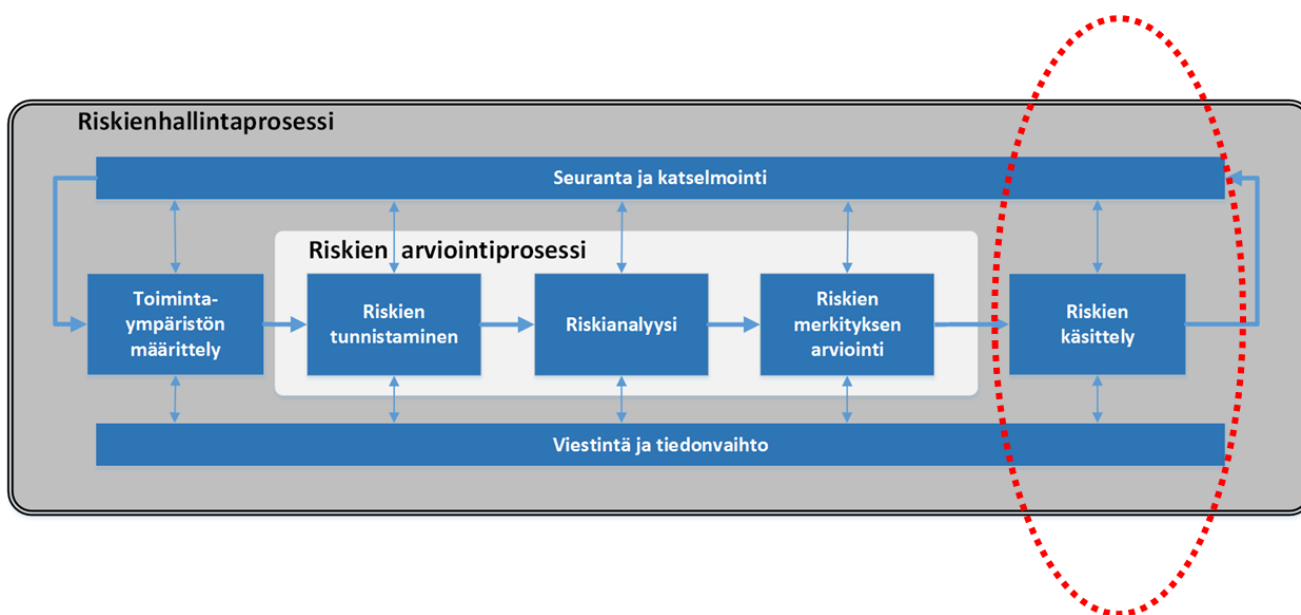 Riskienhallintaprosessi
Seuranta ja katselmointi
Riskien arviointiprosessi
Toiminta-
ympäristön
määrittely
Riskien
tunnistaminen
Riskianalyysi
Riskien
merkityksen
arviointi
Riskien
käsittely
Viestintä ja tiedonvaihto